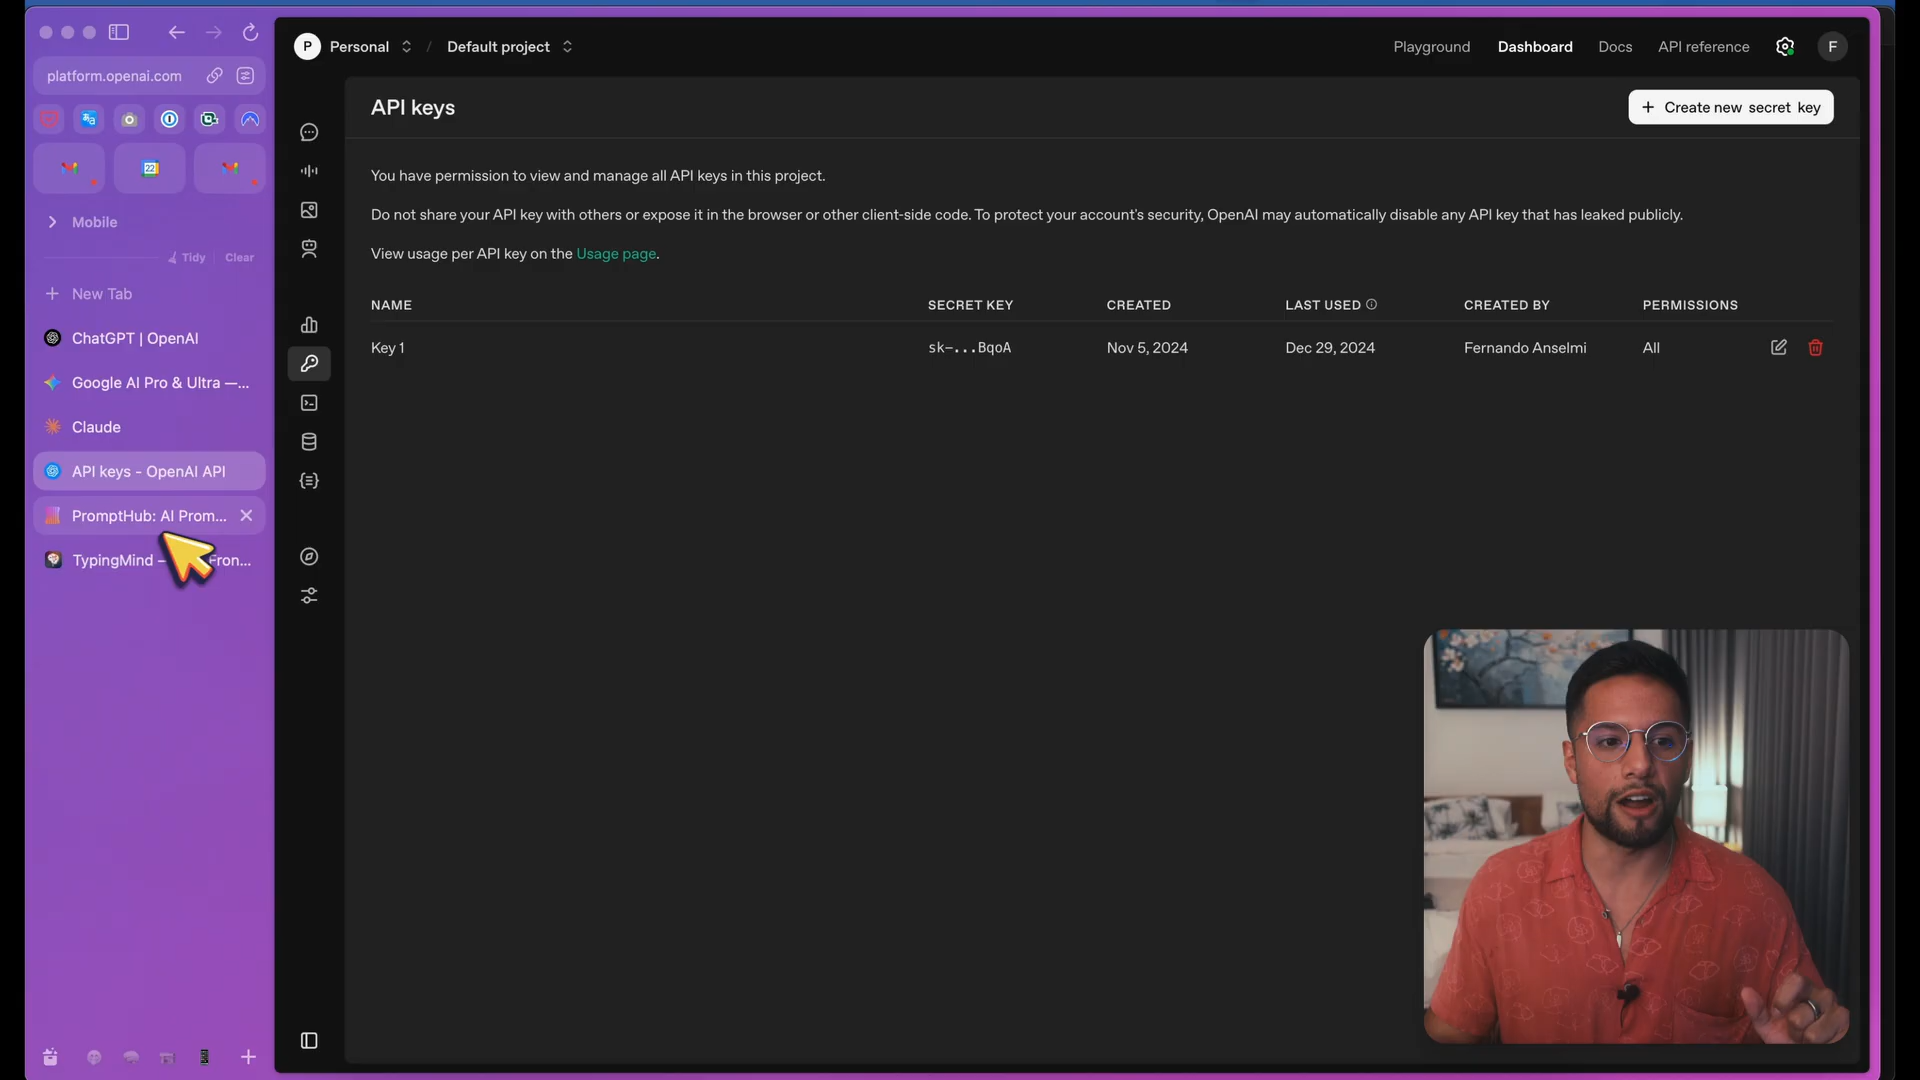 platform.openai.com
22
Mobile
Tidy
Clear
New Tab
ChatGPT | OpenAI
Google AI Pro & Ultra —...
Claude
API keys - OpenAI API
PromptHub: AI Prom...
TypingMind –
Fron...
P
Personal / Default project
Playground
Dashboard
Docs
API reference
F
API keys
+ Create new secret key
You have permission to view and manage all API keys in this project.
Do not share your API key with others or expose it in the browser or other client-side code. To protect your account's security, OpenAI may automatically disable any API key that has leaked publicly.
View usage per API key on the Usage page.
NAME SECRET KEY CREATED LAST USED CREATED BY PERMISSIONS
Key 1 sk-...BqoA Nov 5, 2024 Dec 29, 2024 Fernando Anselmi All